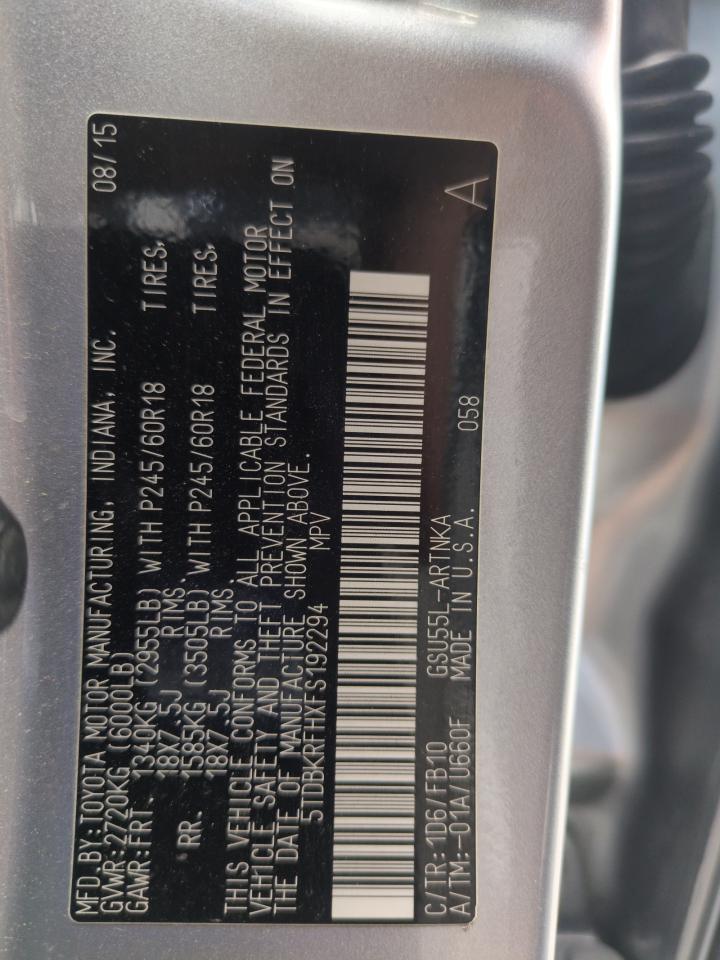 MFD.BY:TOYOTA MOTOR MANUFACTURING, INDIANA, INC. 08/15
GVWR:2720KG (6000LB)
GAWR:FRT. 1340KG (2955LB) WITH P245/60R18 TIRES,
18X7.5J RIMS.
RR. 1585KG (3505LB) WITH P245/60R18 TIRES,
18X7.5J RIMS.
THIS VEHICLE CONFORMS TO ALL APPLICABLE FEDERAL MOTOR
VEHICLE SAFETY AND THEFT PREVENTION STANDARDS IN EFFECT ON
THE DATE OF MANUFACTURE SHOWN ABOVE.
5TDBKRFHXFS192294 MPV
C/TR:1D6/FB10 GSU55L-ARTNKA
A/TM:-01A/U660F MADE IN U.S.A. 058 A